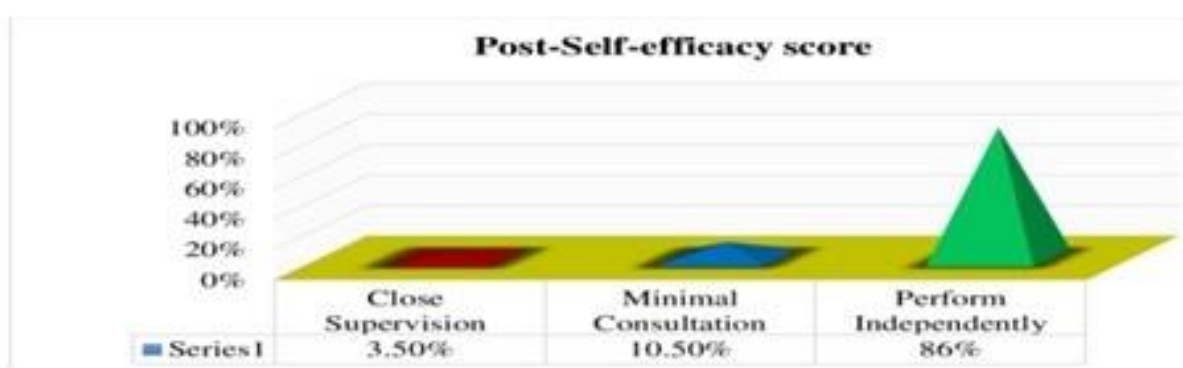 Post-Self-efficacy score
100%
80%
60%
40%
20%
0%
Close Supervision
Minimal Consultation
Perform Independently
Series1 3.50% 10.50% 86%